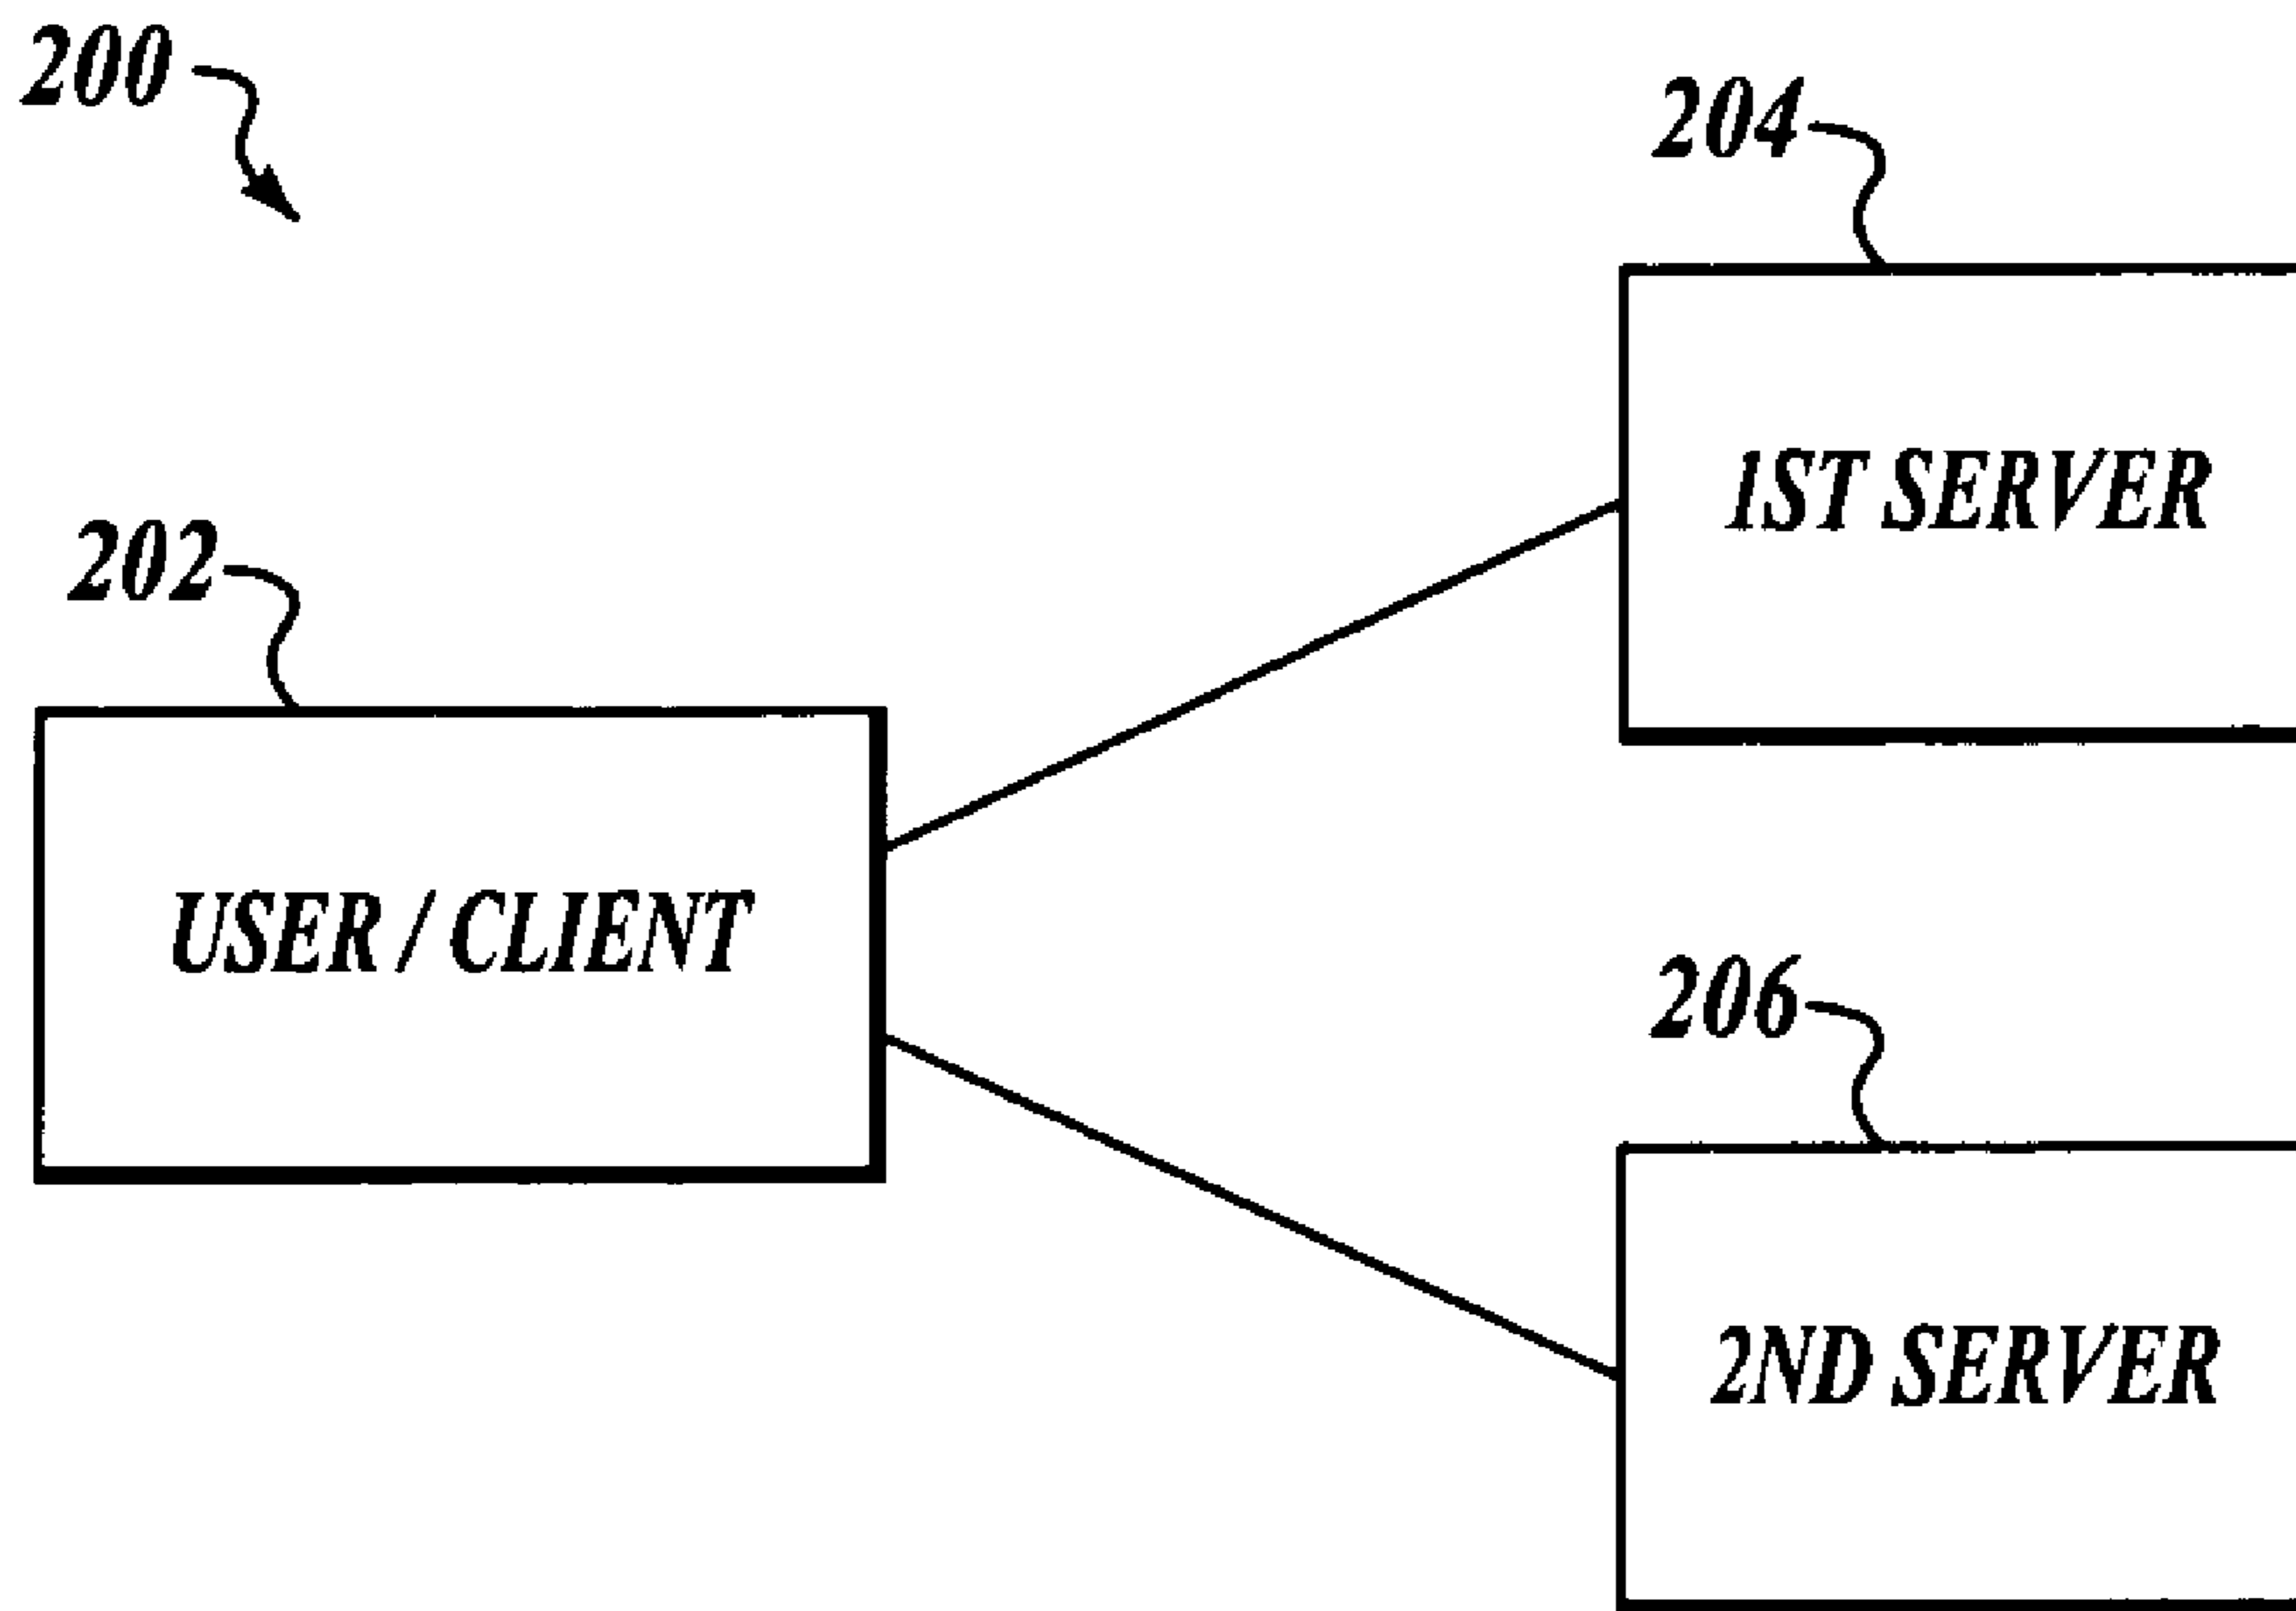 200
204
1ST SERVER
202
USER / CLIENT
206
2ND SERVER